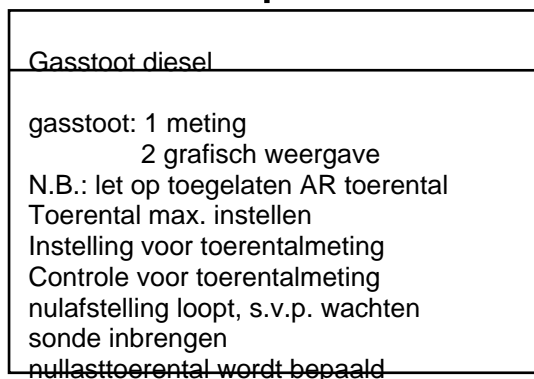 Gasstoot diesel
gasstoot: 1 meting
2 grafisch weergave
N.B.: let op toegelaten AR toerental
Toerental max. instellen
Instelling voor toerentalmeting
Controle voor toerentalmeting
nulafstelling loopt, s.v.p. wachten
sonde inbrengen
nullasttoerental wordt bepaald